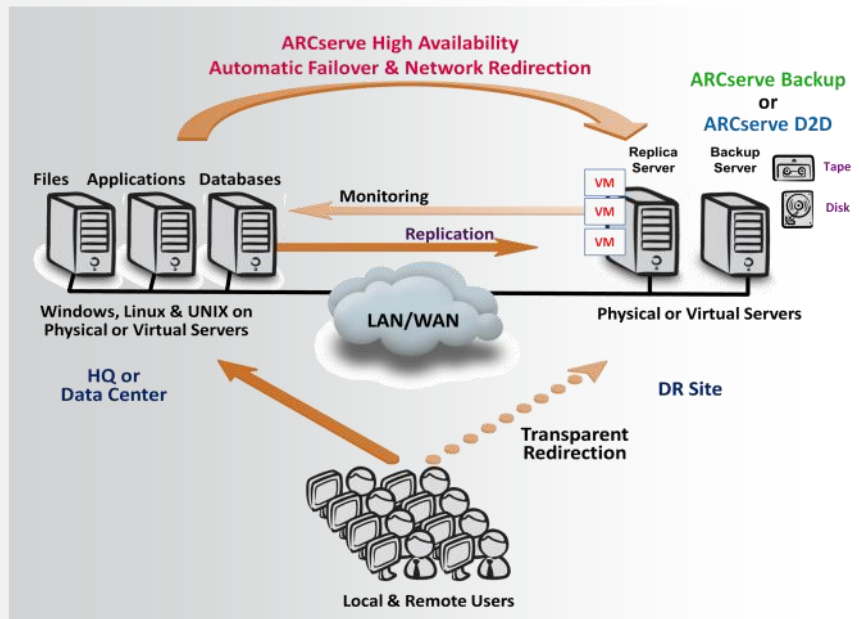 ARCserve High Availability
Automatic Failover & Network Redirection
ARCserve Backup
or
ARCserve D2D
Replica
Server
Backup
Server
Tape
Disk
Files
Applications
Databases
VM
VM
VM
Monitoring
Replication
LAN/WAN
Windows, Linux & UNIX on
Physical or Virtual Servers
Physical or Virtual Servers
HQ or
Data Center
DR Site
Transparent
Redirection
Local & Remote Users